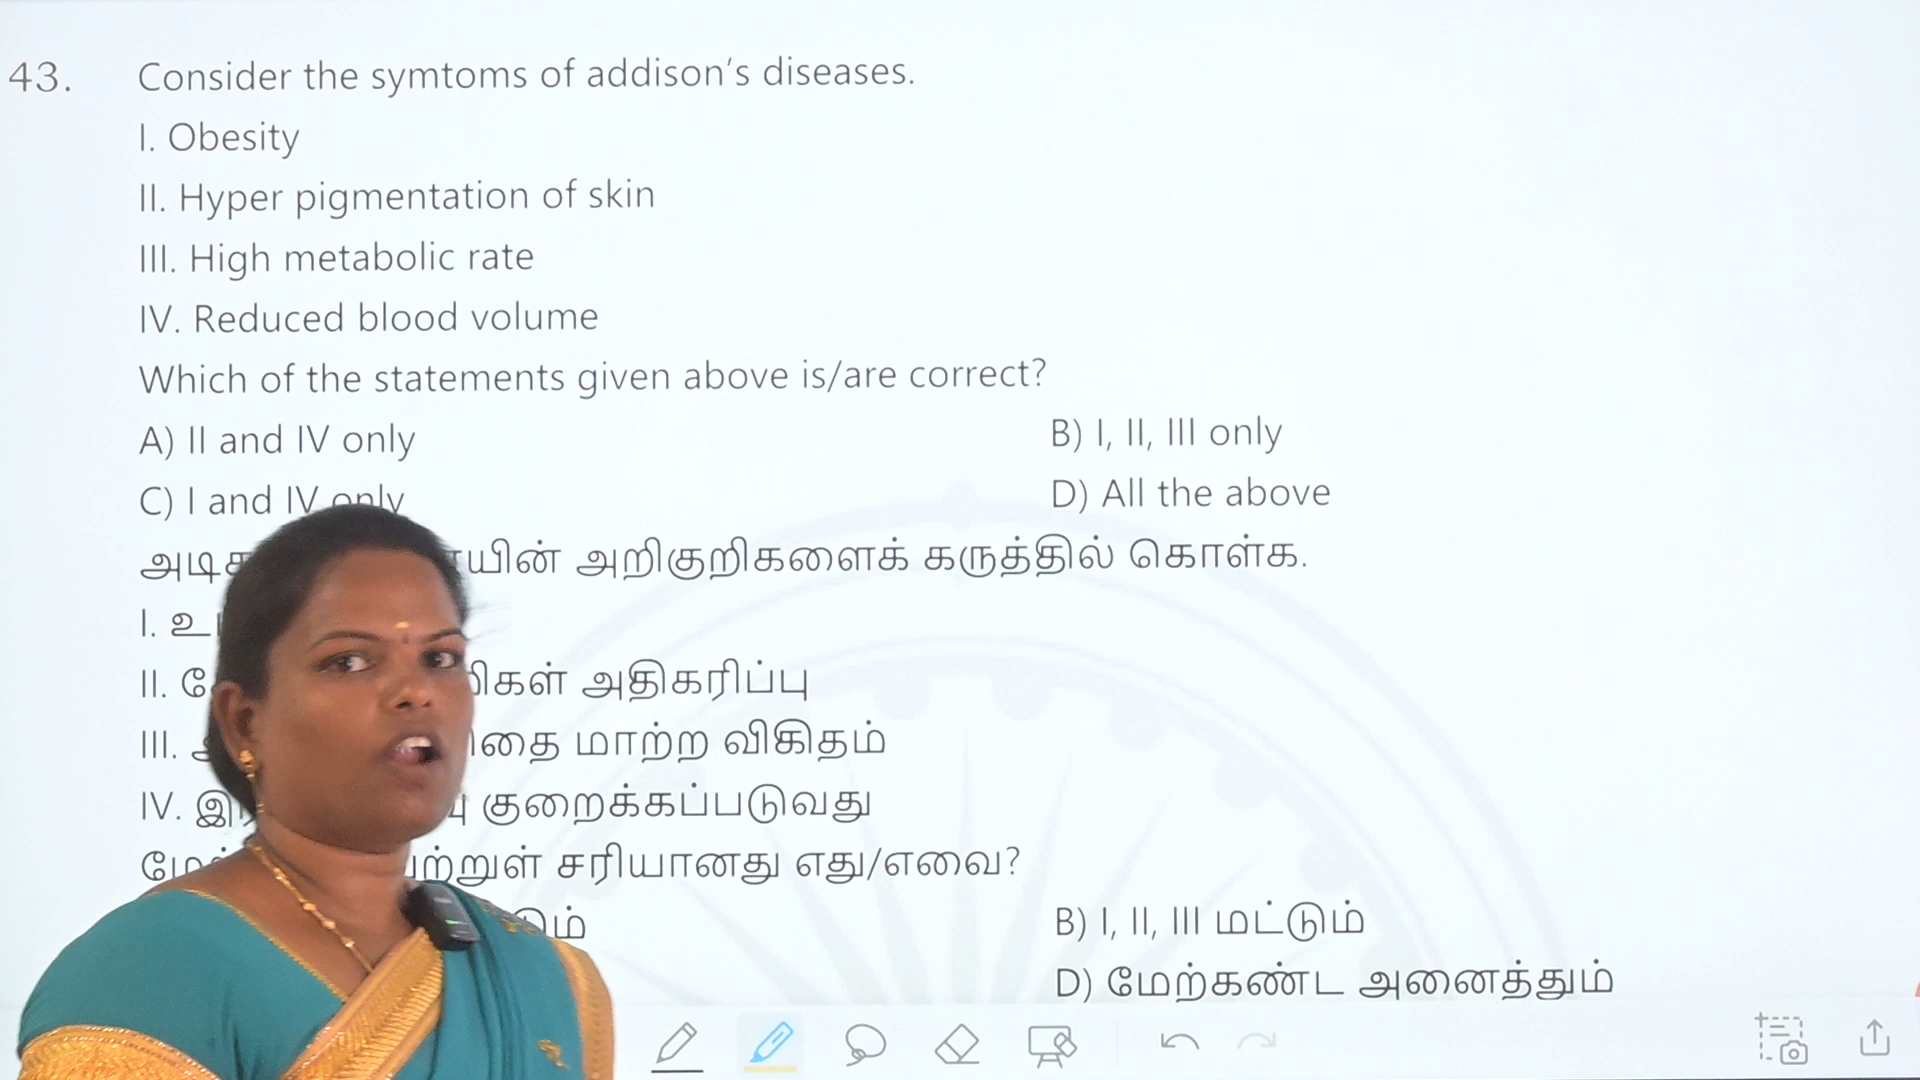 43. Consider the symtoms of addison's diseases.
I. Obesity
II. Hyper pigmentation of skin
III. High metabolic rate
IV. Reduced blood volume
Which of the statements given above is/are correct?
A) II and IV only B) I, II, III only
C) I and IV only D) All the above
அறிகுறிகளைக் கருத்தில் கொள்க.
I.
II. அதிகரிப்பு
III. மாற்ற விகிதம்
IV. குறைக்கப்படுவது
சரியானது எது/எவை?
B) I, II, III மட்டும்
D) மேற்கண்ட அனைத்தும்